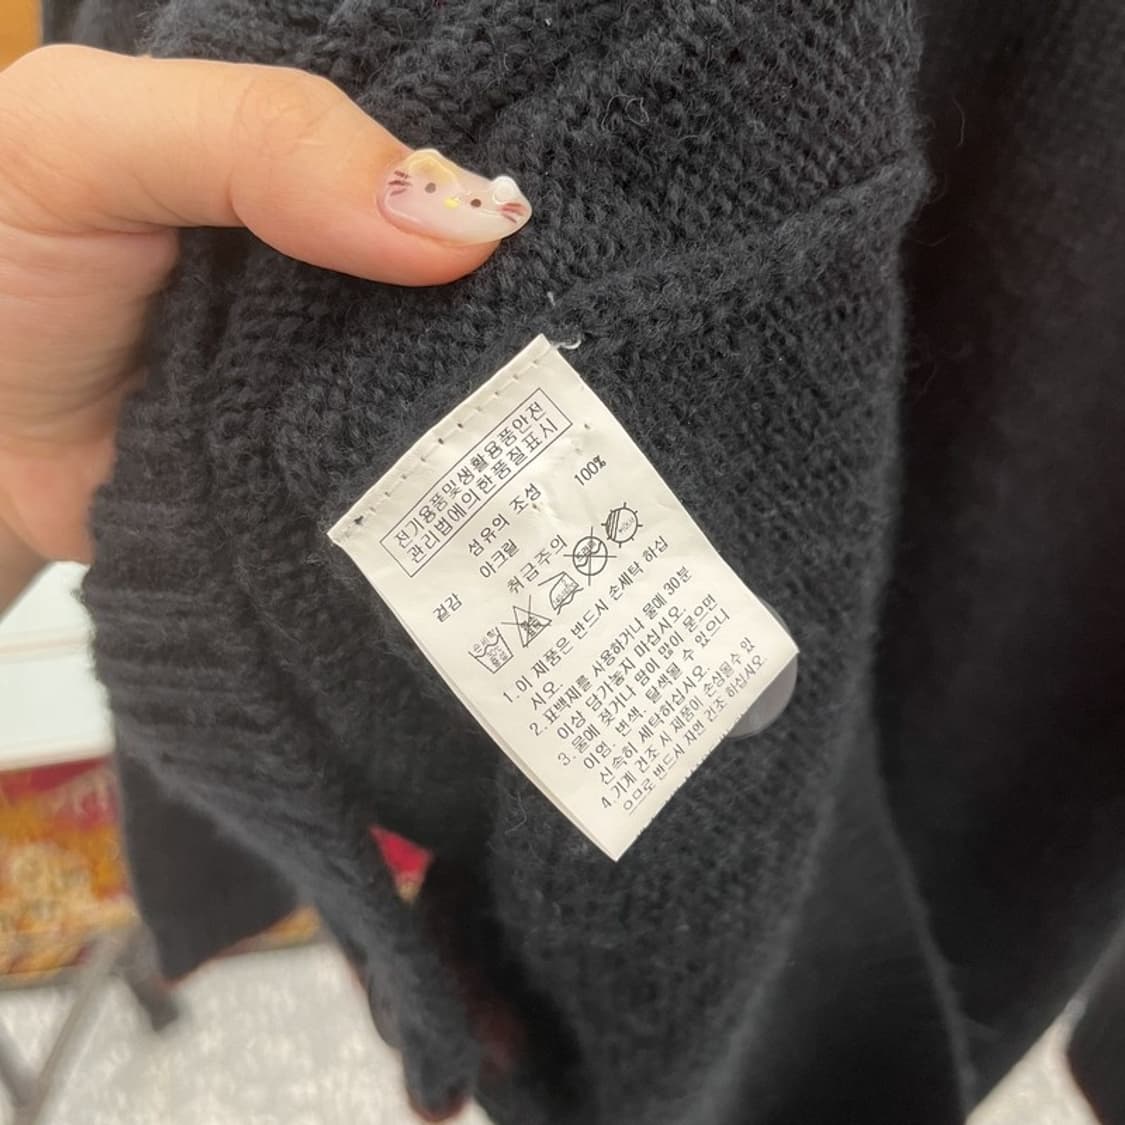 전기용품및생활용품안전
관리법에의한품질표시
섬유의 조성
겉감 아크릴 100%
취급주의
1.이 제품은 반드시 손세탁 하십
시오.
2.표백제를 사용하거나 물에 30분
이상 담가놓지 마십시오.
3.물에 젖거나 땀이 많이 묻으면
이염, 변색, 탈색될 수 있으니
신속히 세탁하십시오.
4.기계 건조 시 제품이 손상될수 있
으므로 반드시 자연 건조 하십시오.